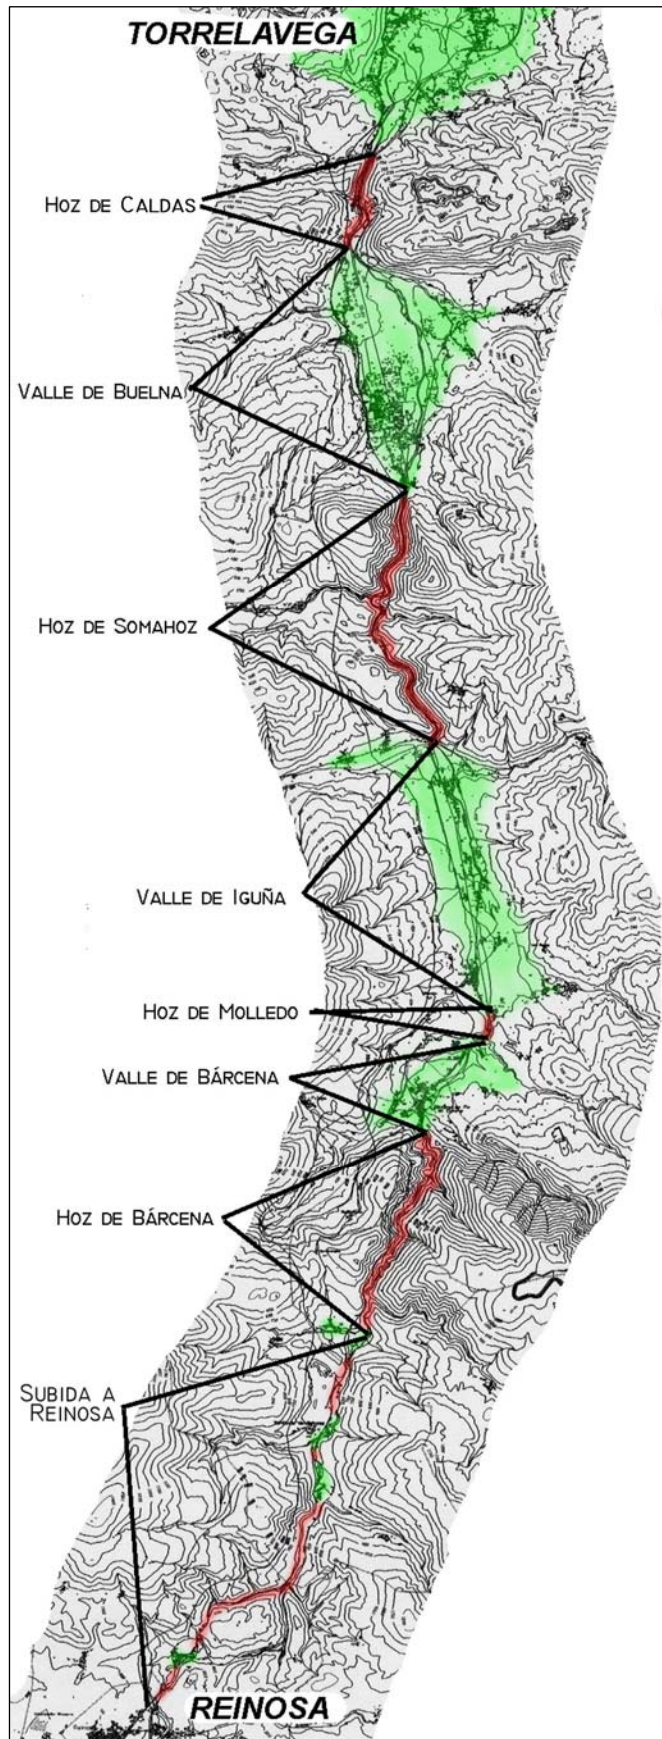 TORRELAVEGA
HOZ DE CALDAS
VALLE DE BUELNA
HOZ DE SOMAHOZ
VALLE DE IGUÑA
HOZ DE MOLLEDO
VALLE DE BÁRCENA
HOZ DE BÁRCENA
SUBIDA A
REINOSA
REINOSA